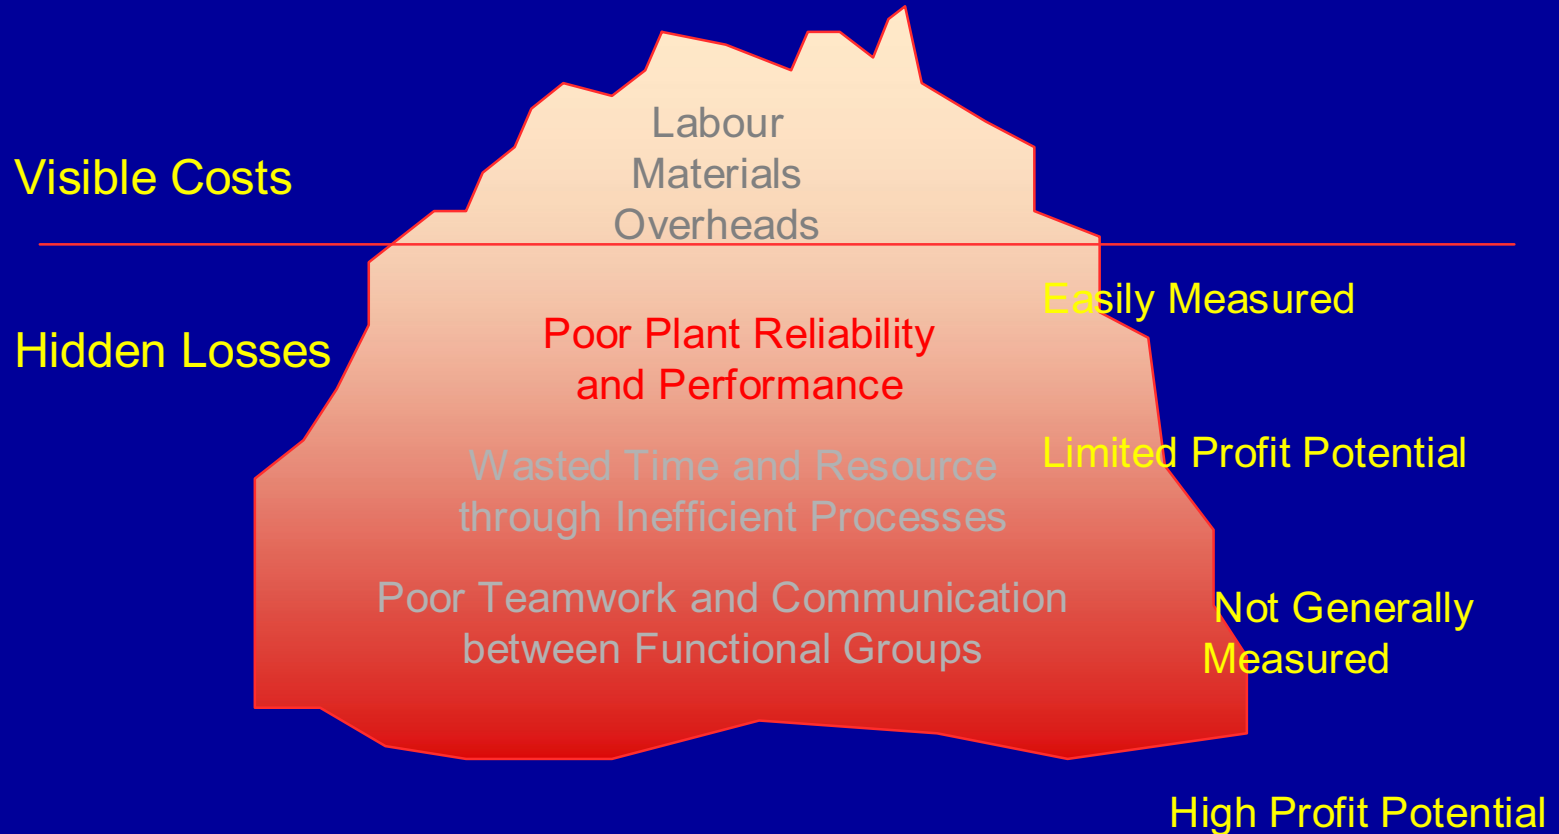 Labour
Materials
Overheads
Visible Costs
Easily Measured
Hidden Losses
Poor Plant Reliability
and Performance
Limited Profit Potential
Wasted Time and Resource
through Inefficient Processes
Poor Teamwork and Communication
between Functional Groups
Not Generally
Measured
High Profit Potential